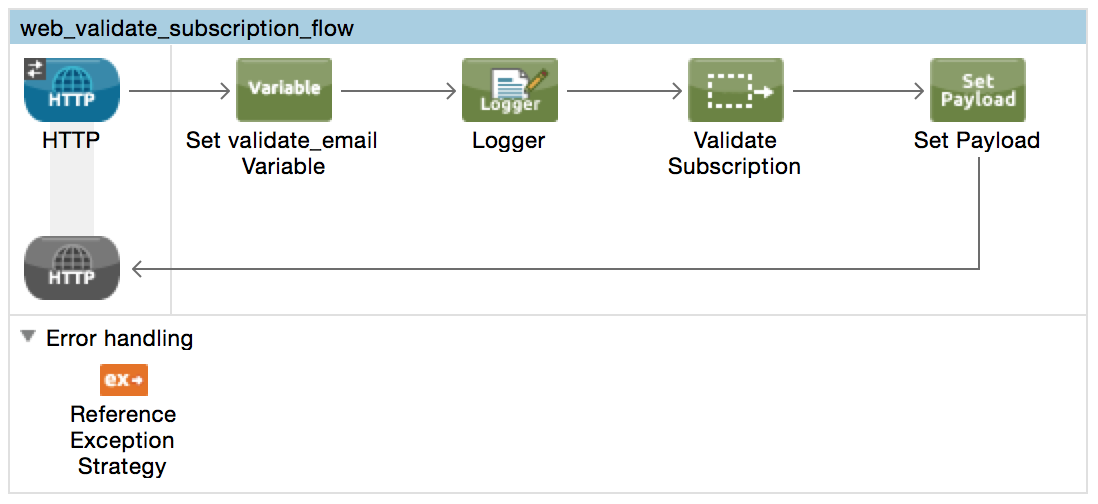 web_validate_subscription_flow
HTTP
HTTP
Variable
Set validate_email
Variable
Logger
Logger
Validate
Subscription
Set
Payload
Set Payload
HTTP
Error handling
ex
Reference
Exception
Strategy